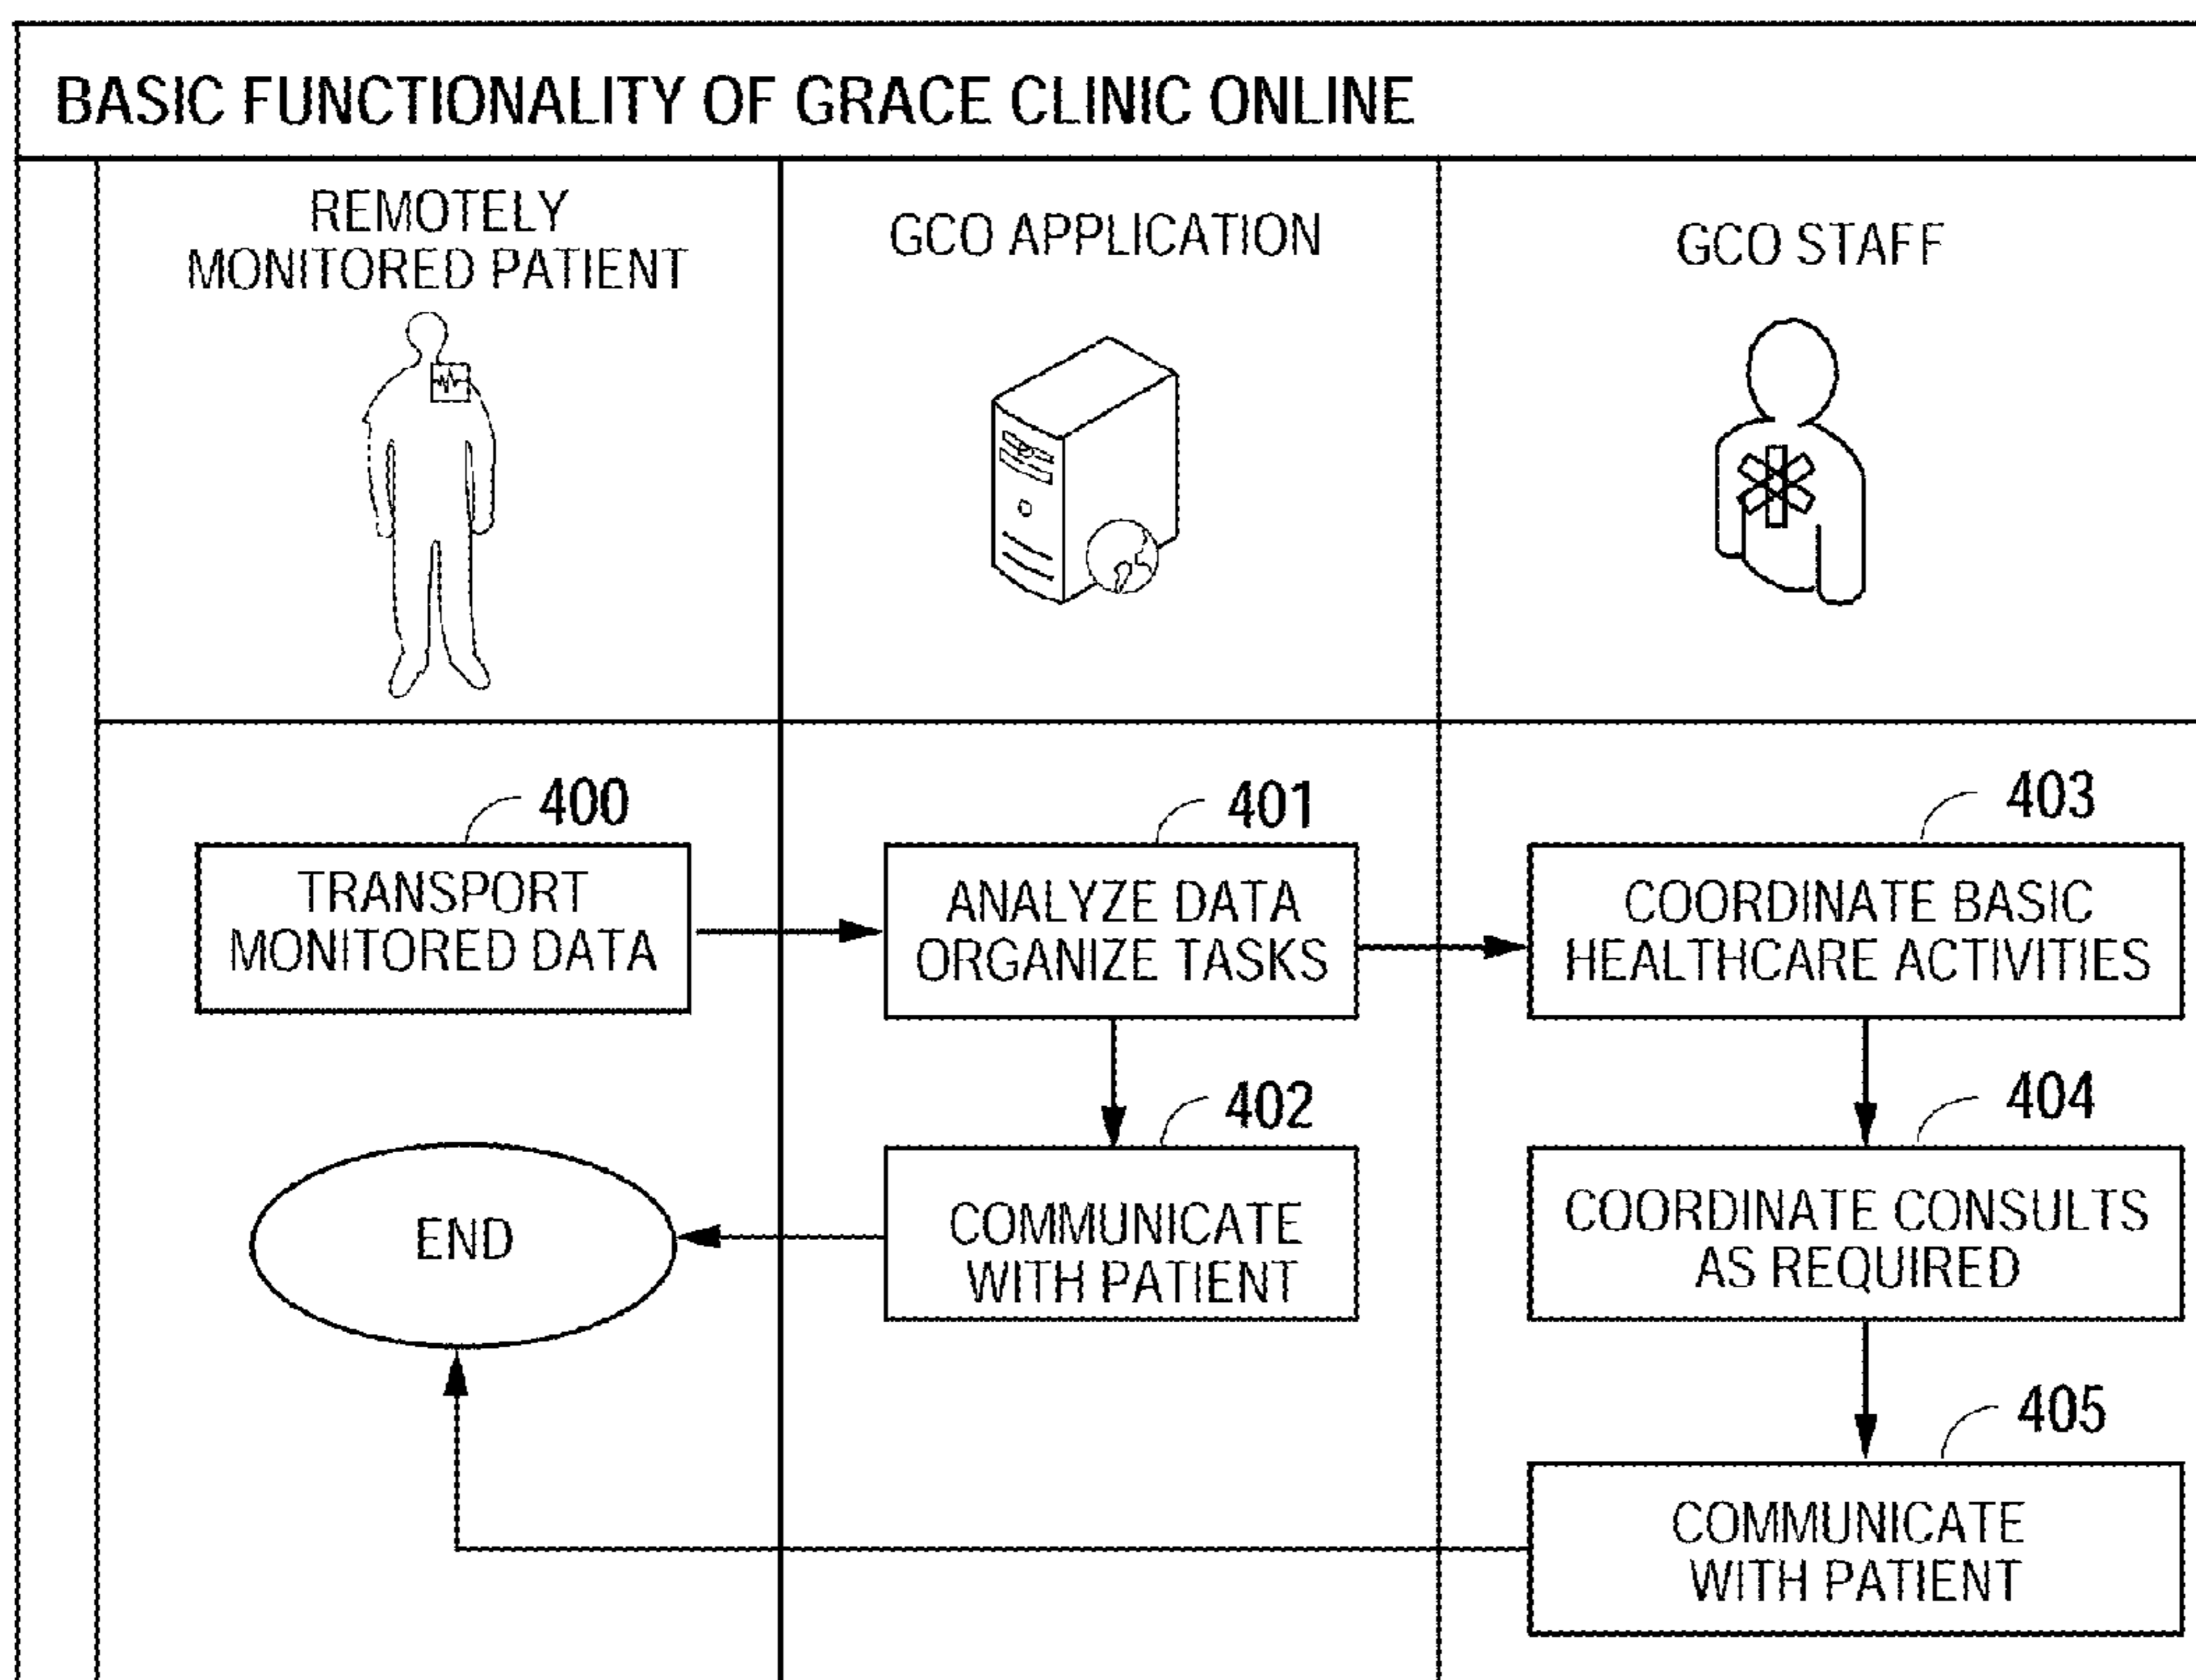 BASIC FUNCTIONALITY OF GRACE CLINIC ONLINE
REMOTELY
MONITORED PATIENT
GCO APPLICATION
GCO STAFF
400
TRANSPORT
MONITORED DATA
401
ANALYZE DATA
ORGANIZE TASKS
403
COORDINATE BASIC
HEALTHCARE ACTIVITIES
END
402
COMMUNICATE
WITH PATIENT
404
COORDINATE CONSULTS
AS REQUIRED
405
COMMUNICATE
WITH PATIENT